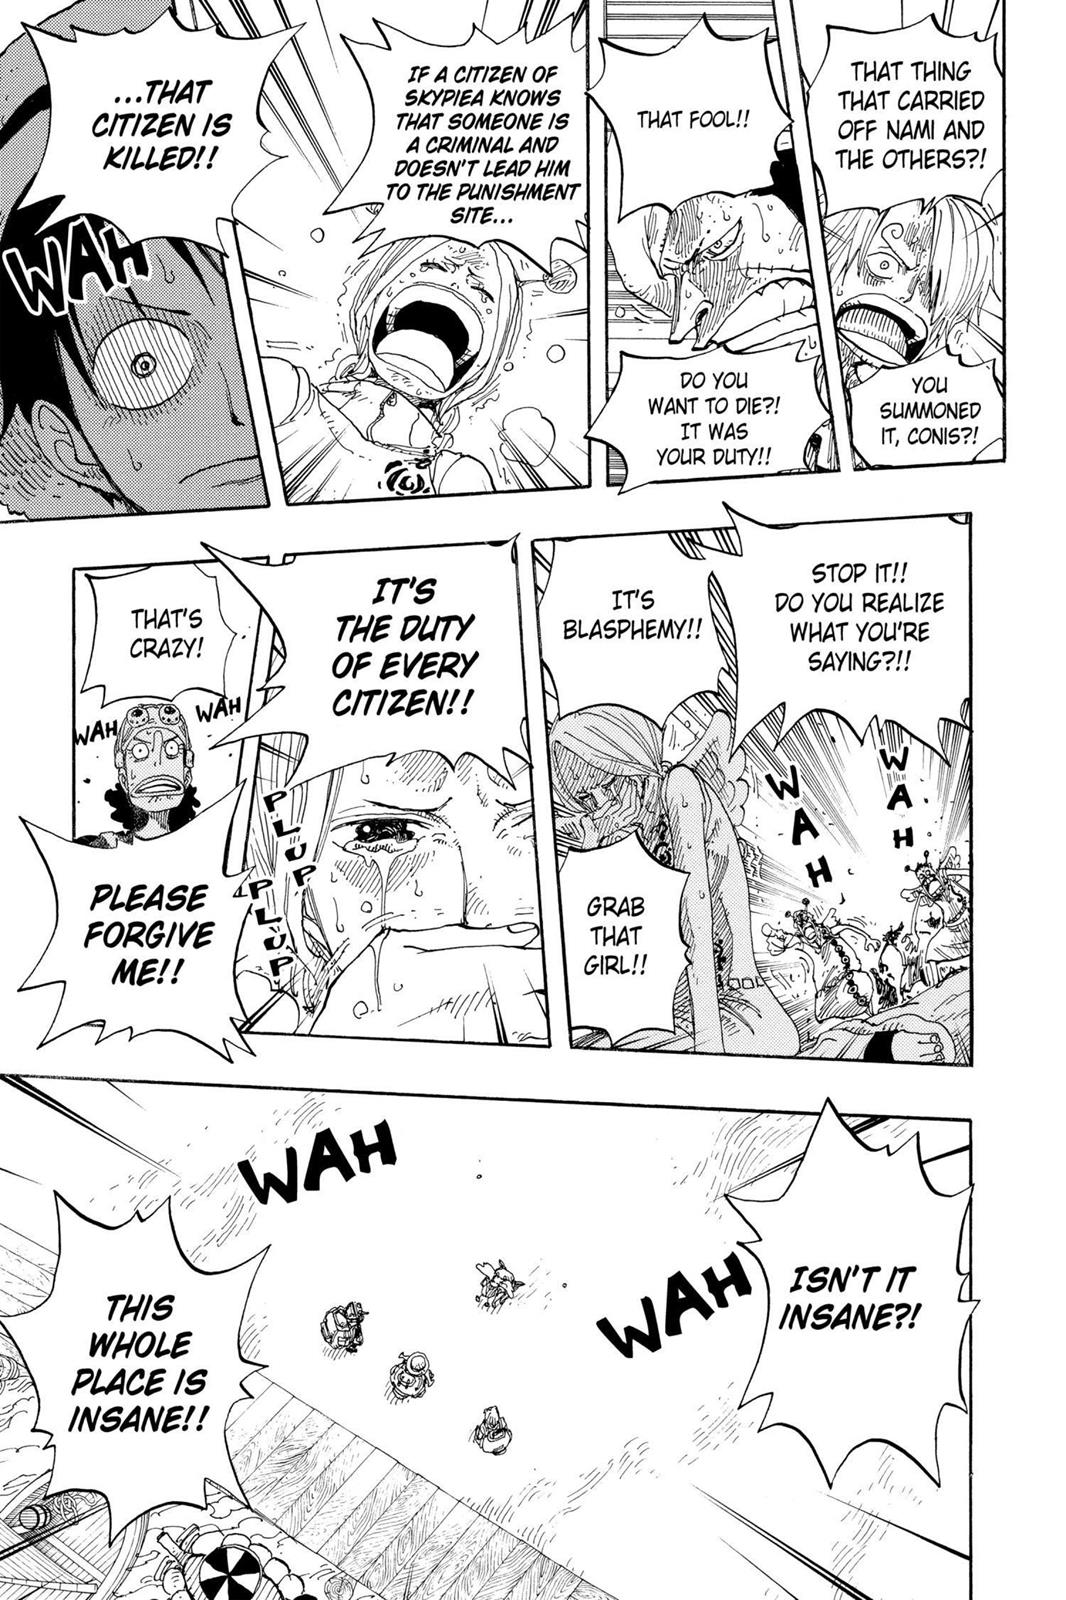 THAT THING
THAT CARRIED
OFF NAMI AND
THE OTHERS?!
YOU
SUMMONED
IT, CONIS?!
THAT FOOL!!
DO YOU
WANT TO DIE?!
IT WAS
YOUR DUTY!!
IF A CITIZEN OF
SKYPIEA KNOWS
THAT SOMEONE IS
A CRIMINAL AND
DOESN'T LEAD HIM
TO THE PUNISHMENT
SITE...
...THAT
CITIZEN IS
KILLED!!
WAH
STOP IT!!
DO YOU REALIZE
WHAT YOU'RE
SAYING?!!
WAH
WAH
IT'S
BLASPHEMY!!
GRAB
THAT
GIRL!!
IT'S
THE DUTY
OF EVERY
CITIZEN!!
PLUP
PLUP
THAT'S
CRAZY!
WAH
WAH
PLEASE
FORGIVE
ME!!
ISN'T IT
INSANE?!
WAH
WAH
THIS
WHOLE
PLACE IS
INSANE!!